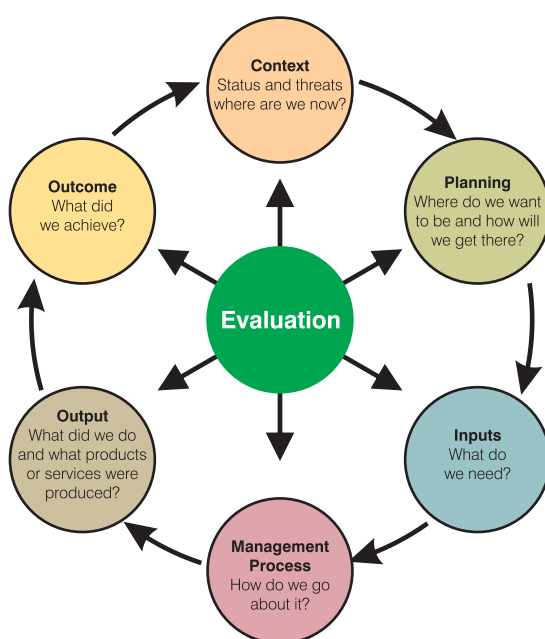 Context
Status and threats
where are we now?
Planning
Where do we want
to be and how will
we get there?
Inputs
What do
we need?
Management
Process
How do we go
about it?
Output
What did we do
and what products
or services were
produced?
Outcome
What did
we achieve?
Evaluation